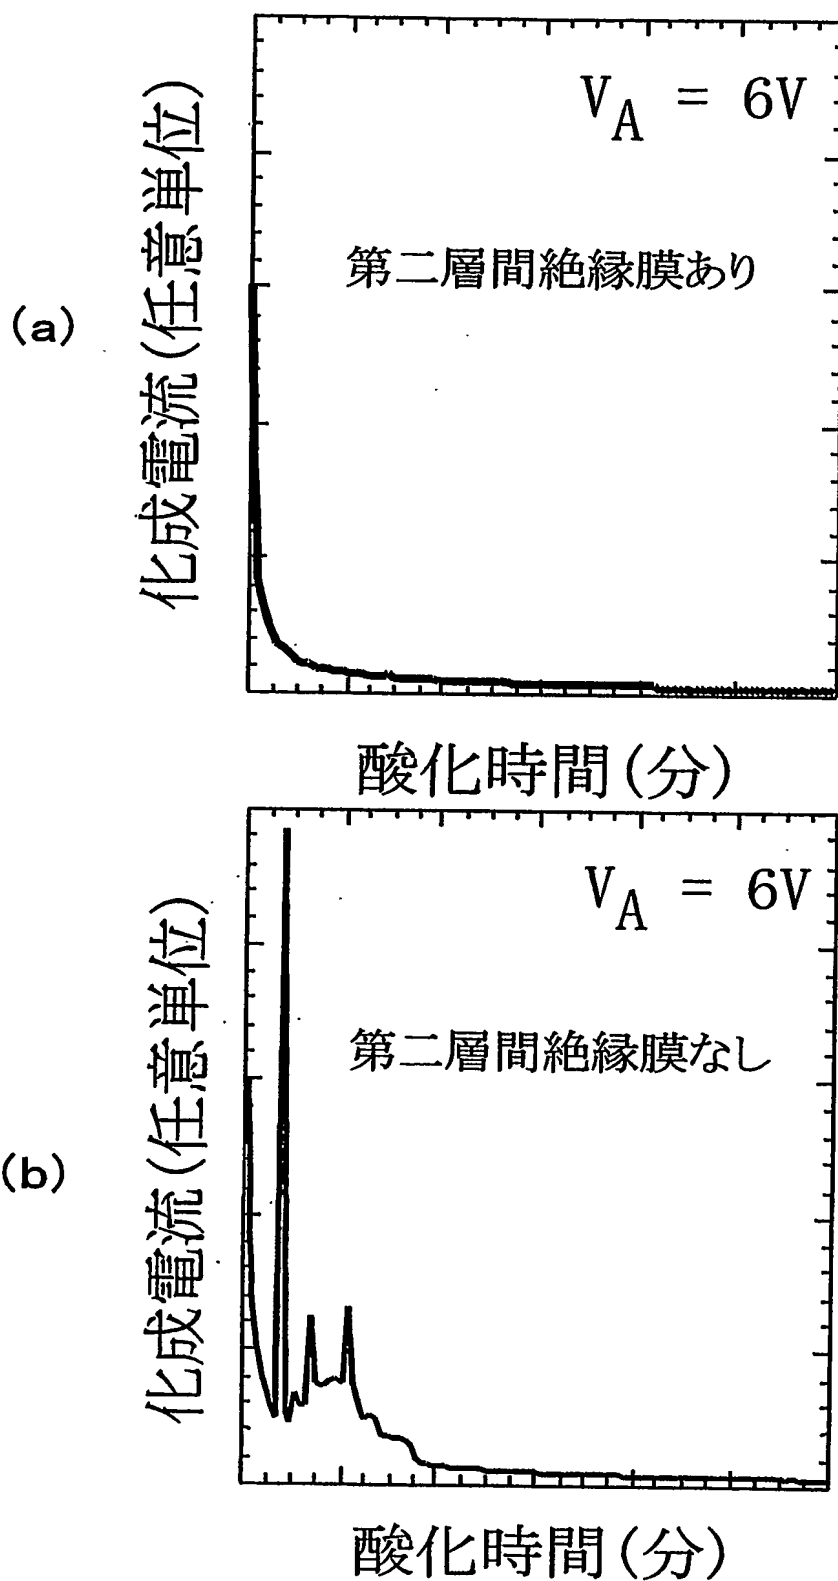 V_A = 6V
第二層間絶縁膜あり
(a)
化成電流(任意単位)
酸化時間(分)
V_A = 6V
第二層間絶縁膜なし
(b)
化成電流(任意単位)
酸化時間(分)